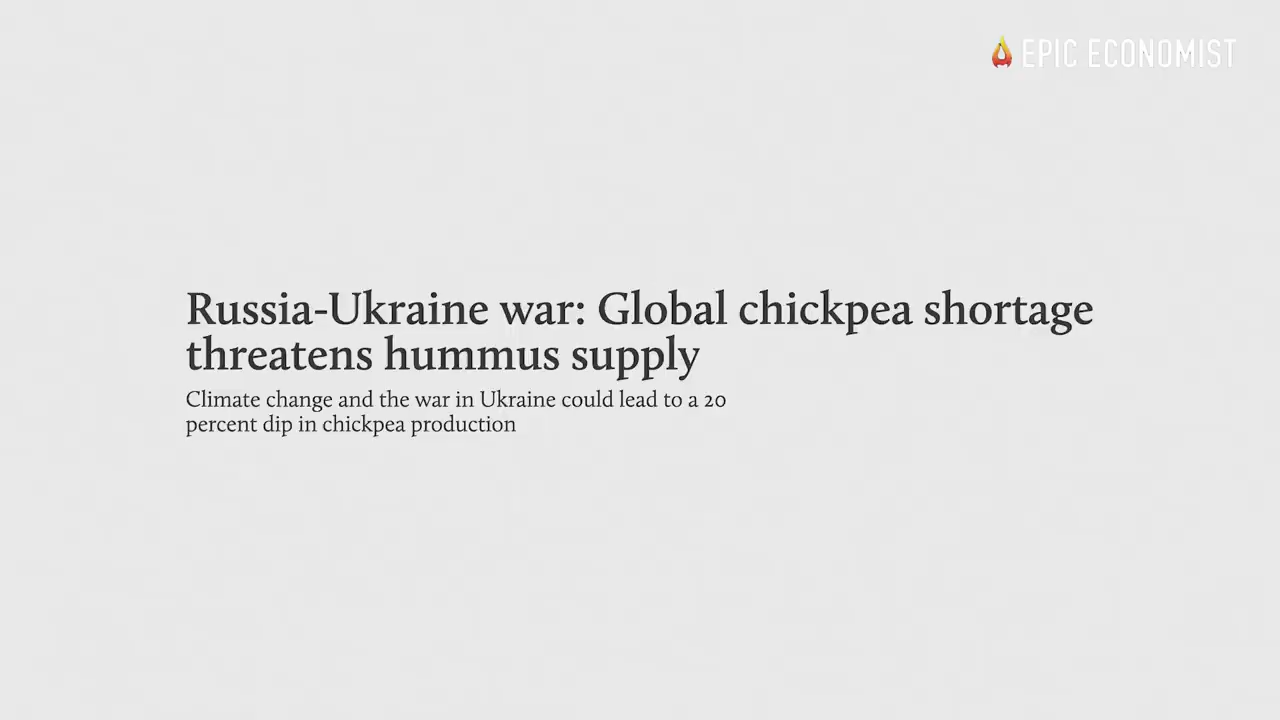 EPIC ECONOMIST
Russia-Ukraine war: Global chickpea shortage
threatens hummus supply
Climate change and the war in Ukraine could lead to a 20
percent dip in chickpea production